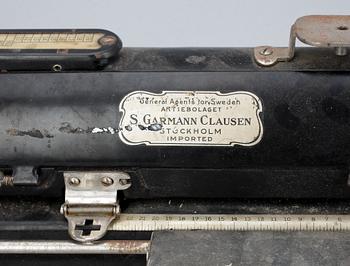 General Agents for Sweden
AKTIEBOLAGET
S. GARMANN CLAUSEN
STOCKHOLM
IMPORTED